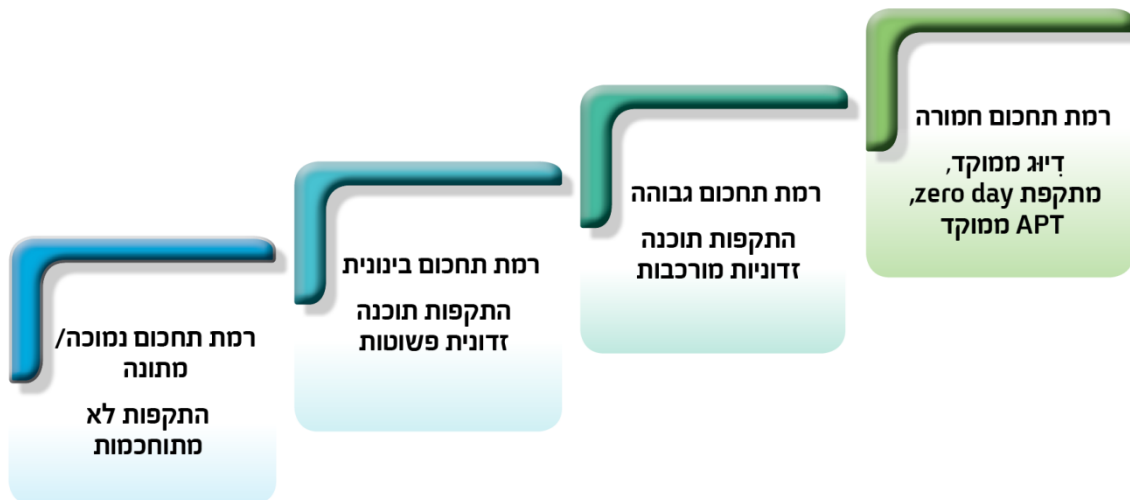 רמת תחכום חמורה
דִיוּג ממוקד,
מתקפת zero day,
APT ממוקד
רמת תחכום גבוהה
התקפות תוכנה
זדוניות מורכבות
רמת תחכום בינונית
התקפות תוכנה
זדונית פשוטות
רמת תחכום נמוכה/
מתונה
התקפות לא
מתוחכמות